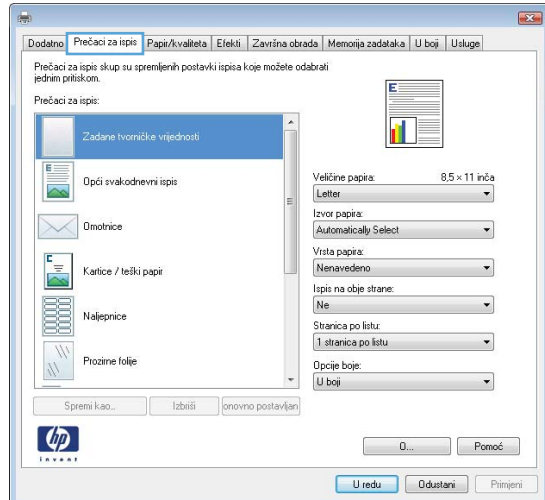 Dodatno Prečaci za ispis Papir/kvaliteta Efekti Završna obrada Memorija zadataka U boji Usluge
Prečaci za ispis skup su spremljenih postavki ispisa koje možete odabrati
jednim pritiskom.
Prečaci za ispis:
Zadane tvorničke vrijednosti
Opći svakodnevni ispis
Omotnice
Kartice / teški papir
Naljepnice
Prozirne folije
Spremi kao... Izbriši onovno postavljan
E
Veličine papira: 8,5 × 11 inča
Letter
Izvor papira:
Automatically Select
Vrsta papira:
Nenavedeno
Ispis na obje strane:
Ne
Stranica po listu:
1 stranica po listu
Opcije boje:
U boji
hp
invent
O... Pomoć
U redu Odustani Primjeni